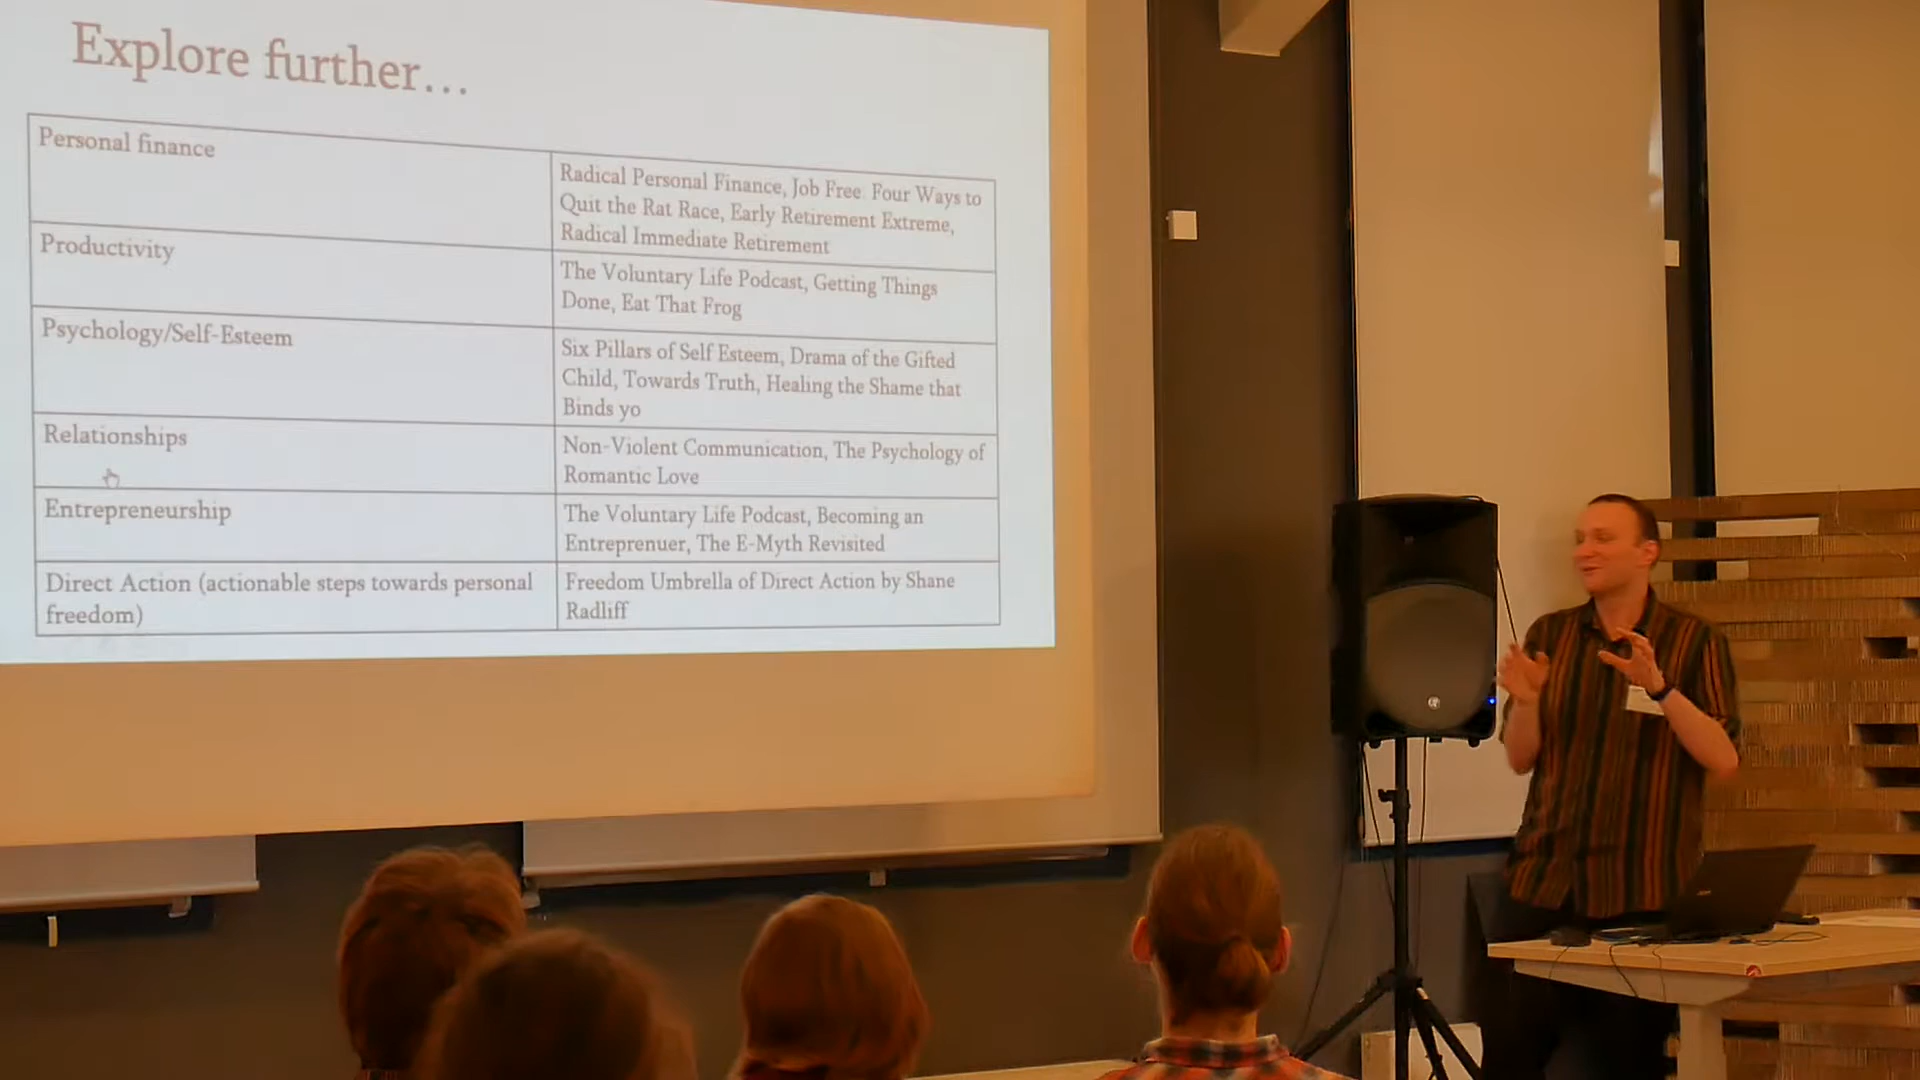 Explore further...
Personal finance
Radical Personal Finance, Job Free: Four Ways to
Quit the Rat Race, Early Retirement Extreme,
Radical Immediate Retirement
Productivity
The Voluntary Life Podcast, Getting Things
Done, Eat That Frog
Psychology/Self-Esteem
Six Pillars of Self Esteem, Drama of the Gifted
Child, Towards Truth, Healing the Shame that
Binds yo
Relationships
Non-Violent Communication, The Psychology of
Romantic Love
Entrepreneurship
The Voluntary Life Podcast, Becoming an
Entreprenuer, The E-Myth Revisited
Direct Action (actionable steps towards personal
freedom)
Freedom Umbrella of Direct Action by Shane
Radliff